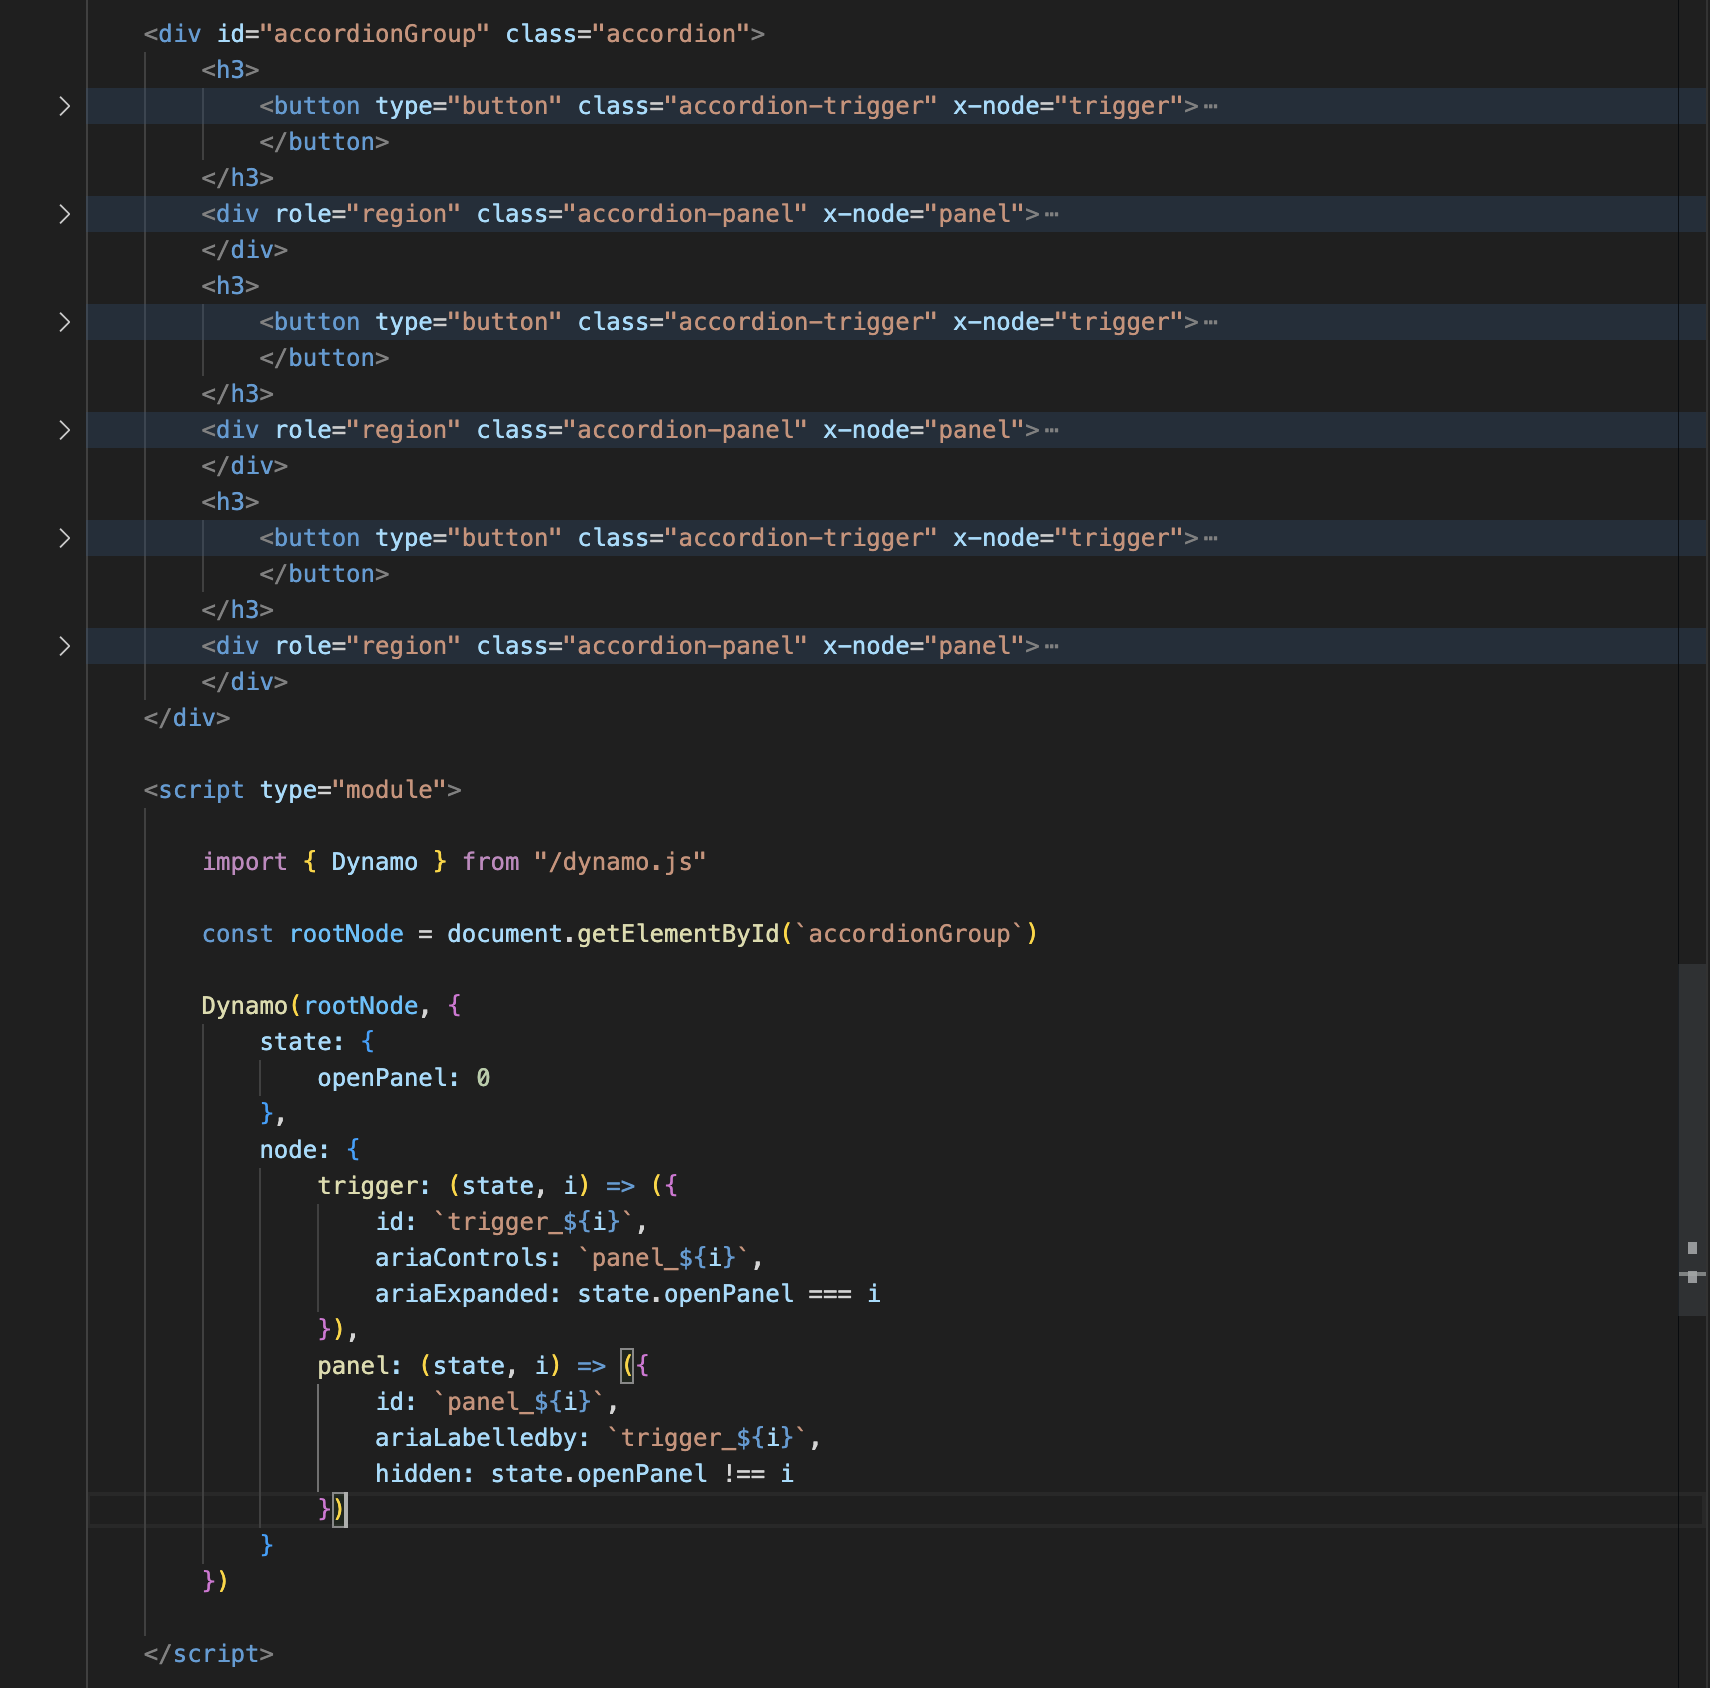 <div id="accordionGroup" class="accordion">
<h3>
<button type="button" class="accordion-trigger" x-node="trigger">⋯
</button>
</h3>
<div role="region" class="accordion-panel" x-node="panel">⋯
</div>
<h3>
<button type="button" class="accordion-trigger" x-node="trigger">⋯
</button>
</h3>
<div role="region" class="accordion-panel" x-node="panel">⋯
</div>
<h3>
<button type="button" class="accordion-trigger" x-node="trigger">⋯
</button>
</h3>
<div role="region" class="accordion-panel" x-node="panel">⋯
</div>
</div>
<script type="module">
import { Dynamo } from "/dynamo.js"
const rootNode = document.getElementById(`accordionGroup`)
Dynamo(rootNode, {
state: {
openPanel: 0
},
node: {
trigger: (state, i) => ({
id: `trigger_${i}`,
ariaControls: `panel_${i}`,
ariaExpanded: state.openPanel === i
}),
panel: (state, i) => ({
id: `panel_${i}`,
ariaLabelledby: `trigger_${i}`,
hidden: state.openPanel !== i
})
}
})
</script>